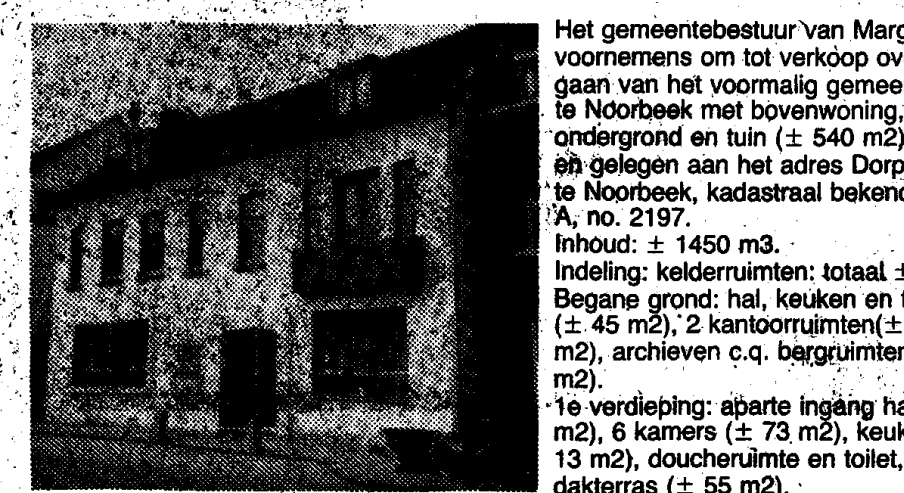 Het gemeentebestuur van Marg
voornemens om tot verkoop ov
gaan van het voormalig gemee
te Noorbeek met bovenwoning,
ondergrond en tuin (± 540 m2)
en gelegen aan het adres Dorp
te Noorbeek, kadastraal bekend
A, no. 2197.
Inhoud: ± 1450 m3.
Indeling: kelderruimten: totaal ±
Begane grond: hal, keuken en t
(± 45 m2), 2 kantoorruimten(±
m2), archieven c.q. bergruimten
m2).
1e verdieping: aparte ingang ha
m2), 6 kamers (± 73 m2), keuk
13 m2), doucheruimte en toilet,
dakterras (± 55 m2).